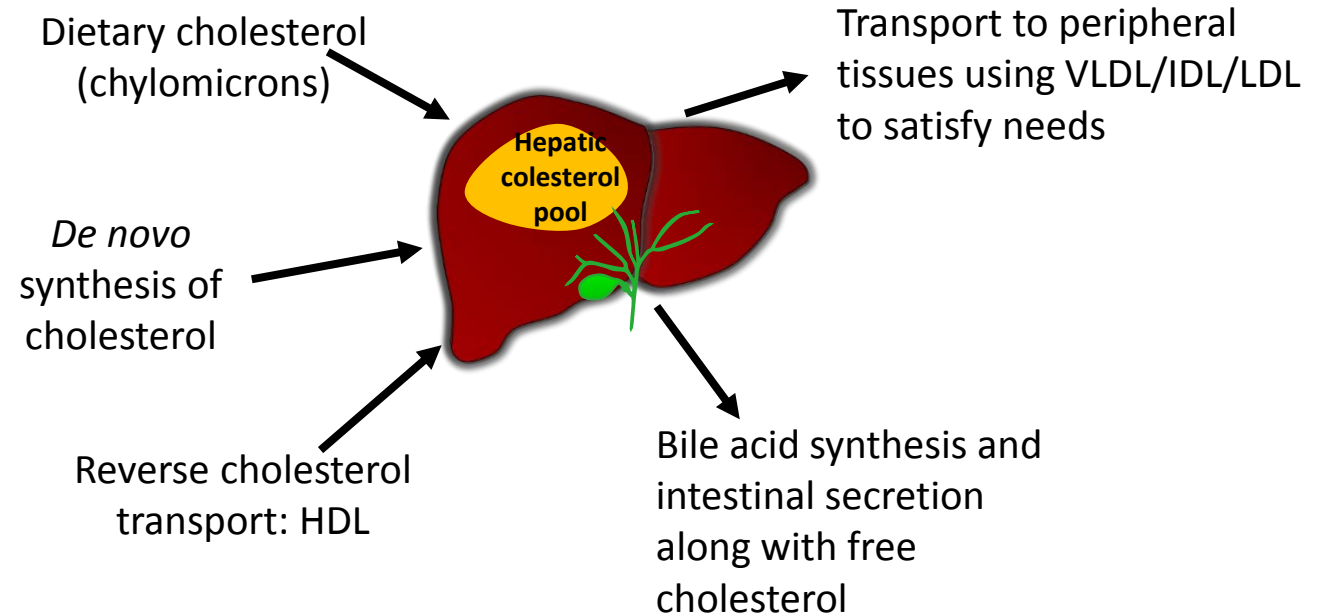 Dietary cholesterol
(chylomicrons)
Transport to peripheral
tissues using VLDL/IDL/LDL
to satisfy needs
Hepatic
colesterol
pool
De novo
synthesis of
cholesterol
Reverse cholesterol
transport: HDL
Bile acid synthesis and
intestinal secretion
along with free
cholesterol